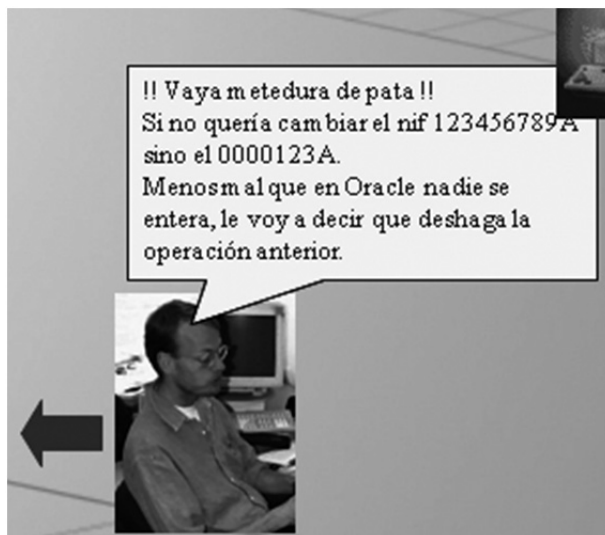 !! Vaya metedura de pata !!
Si no quería cambiar el nif 123456789A
sino el 0000123A.
Menos mal que en Oracle nadie se
entera, le voy a decir que deshaga la
operación anterior.